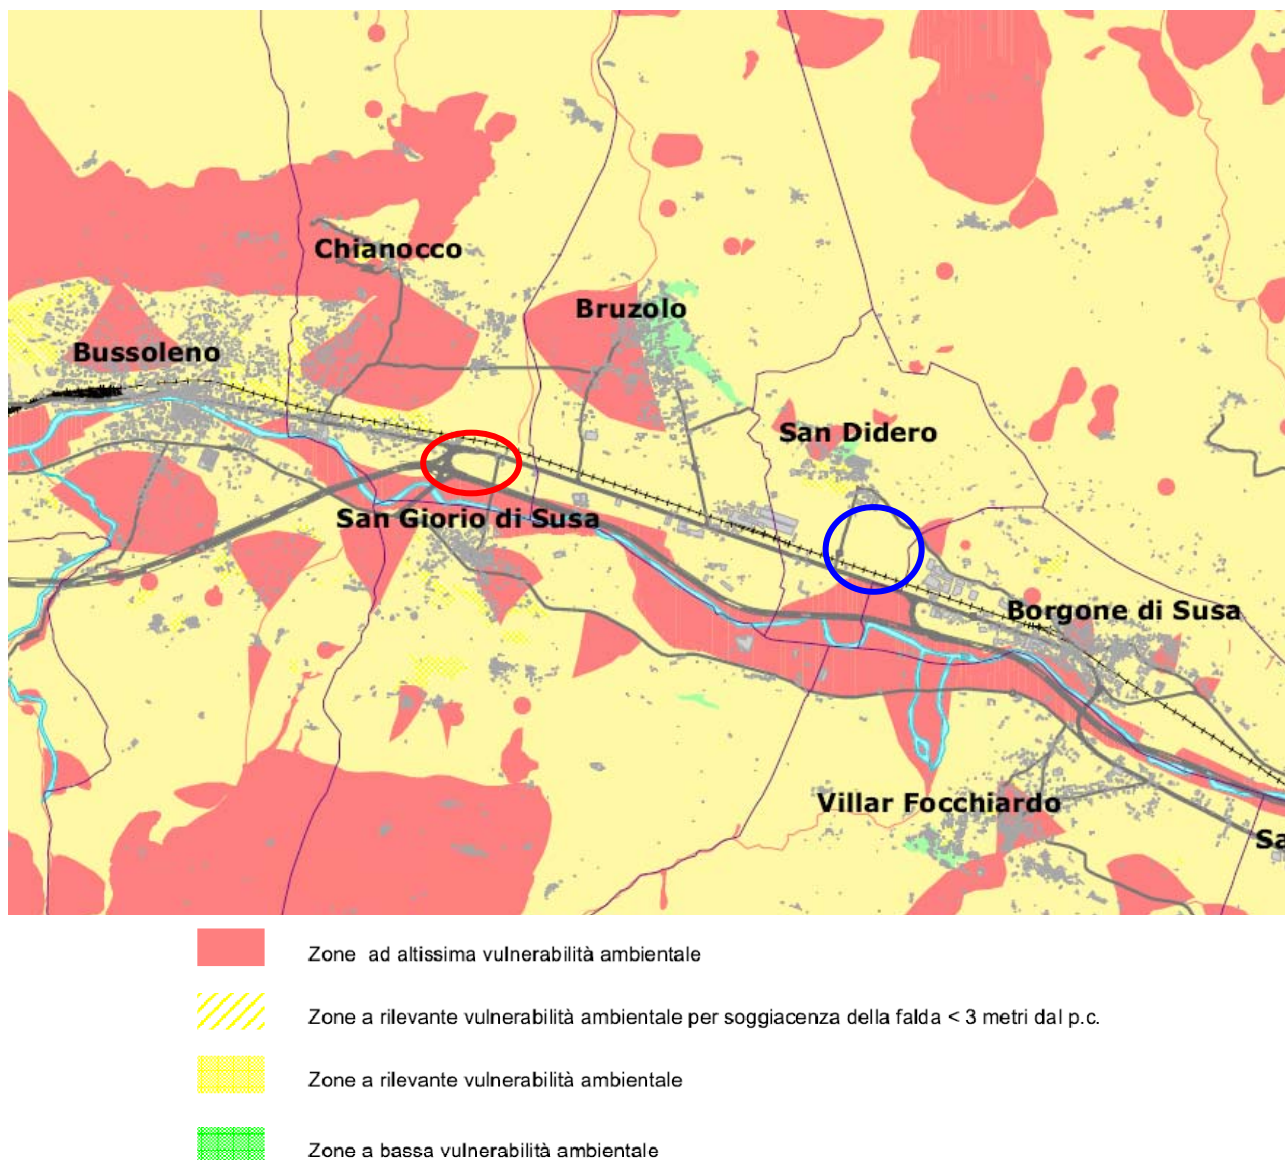 Chianocco
Bruzolo
Bussoleno
San Didero
San Giorio di Susa
Borgone di Susa
Villar Focchiardo
Sa
Zone ad altissima vulnerabilità ambientale
Zone a rilevante vulnerabilità ambientale per soggiacenza della falda < 3 metri dal p.c.
Zone a rilevante vulnerabilità ambientale
Zone a bassa vulnerabilità ambientale